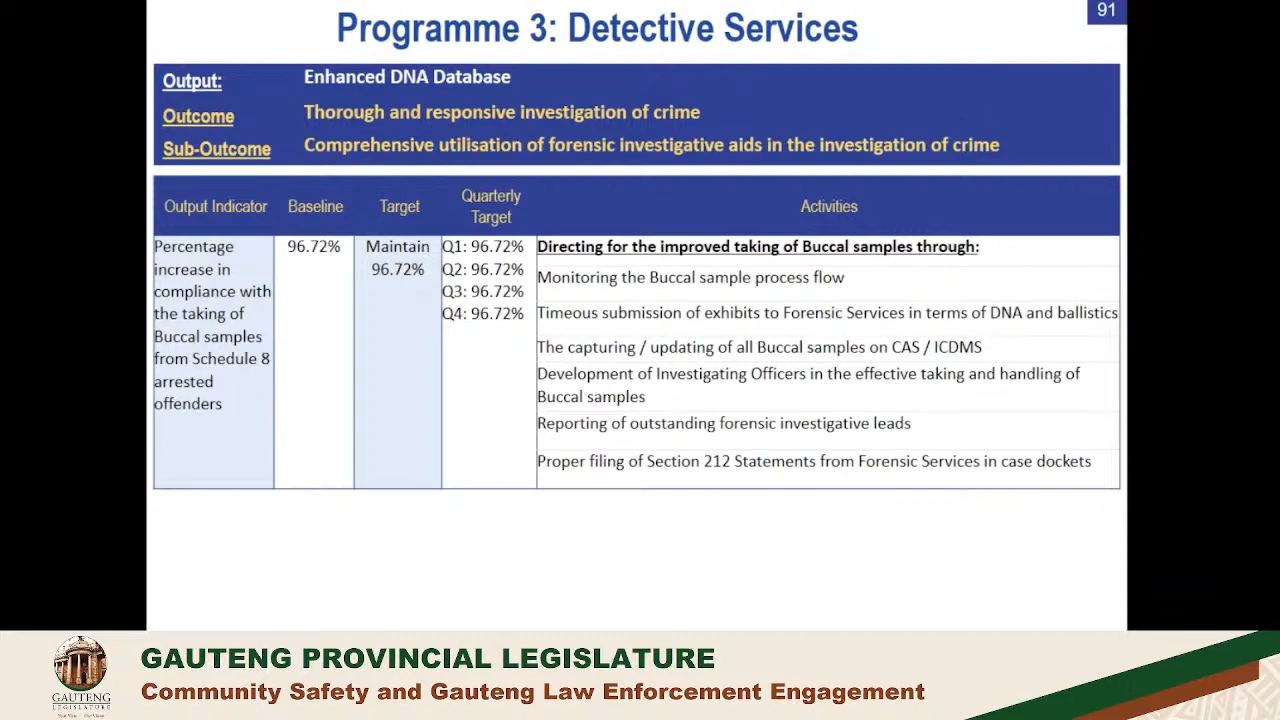 91
Programme 3: Detective Services
Output: Enhanced DNA Database
Outcome Thorough and responsive investigation of crime
Sub-Outcome Comprehensive utilisation of forensic investigative aids in the investigation of crime
Output Indicator
Baseline
Target
Quarterly
Target
Activities
Percentage
increase in
compliance with
the taking of
Buccal samples
from Schedule 8
arrested
offenders
96.72%
Maintain
96.72%
Q1: 96.72%
Q2: 96.72%
Q3: 96.72%
Q4: 96.72%
Directing for the improved taking of Buccal samples through:
Monitoring the Buccal sample process flow
Timeous submission of exhibits to Forensic Services in terms of DNA and ballistics
The capturing / updating of all Buccal samples on CAS / ICDMS
Development of Investigating Officers in the effective taking and handling of
Buccal samples
Reporting of outstanding forensic investigative leads
Proper filing of Section 212 Statements from Forensic Services in case dockets
GAUTENG
LEGISLATURE
GAUTENG PROVINCIAL LEGISLATURE
Community Safety and Gauteng Law Enforcement Engagement